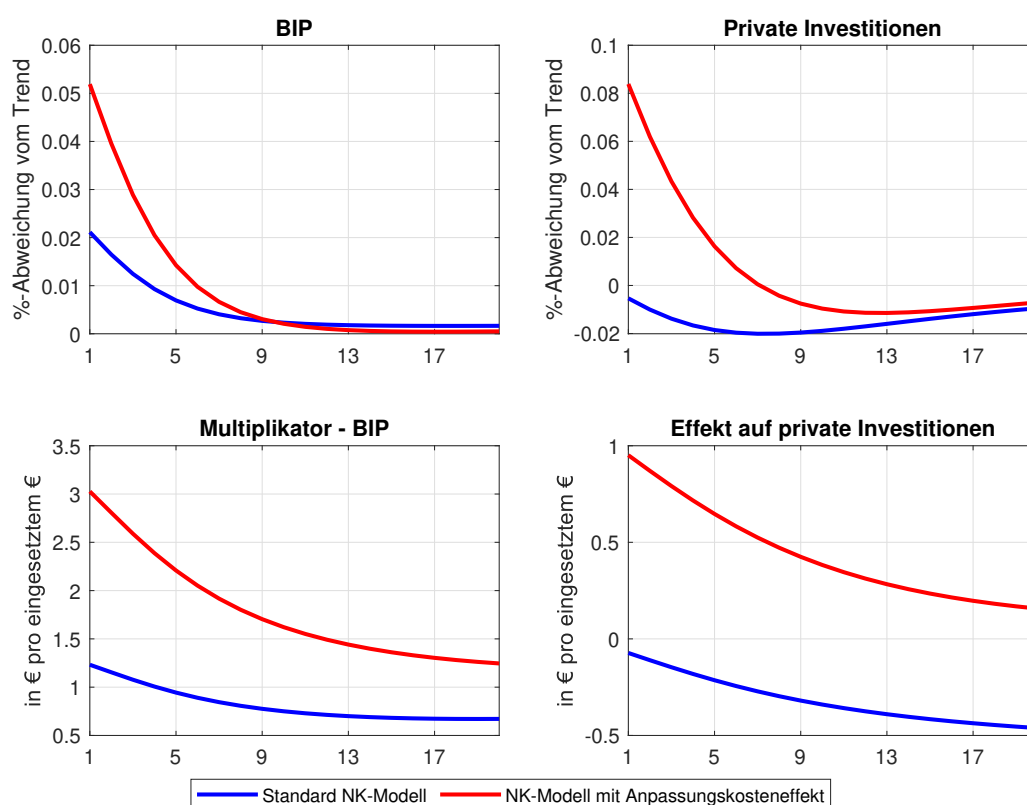 BIP
%-Abweichung vom Trend
0.06
0.05
0.04
0.03
0.02
0.01
0
1 5 9 13 17
Private Investitionen
%-Abweichung vom Trend
0.1
0.08
0.06
0.04
0.02
0
-0.02
1 5 9 13 17
Multiplikator - BIP
in € pro eingesetztem €
3.5
3
2.5
2
1.5
1
0.5
1 5 9 13 17
Effekt auf private Investitionen
in € pro eingesetztem €
1
0.5
0
-0.5
1 5 9 13 17
Standard NK-Modell
NK-Modell mit Anpassungskosteneffekt